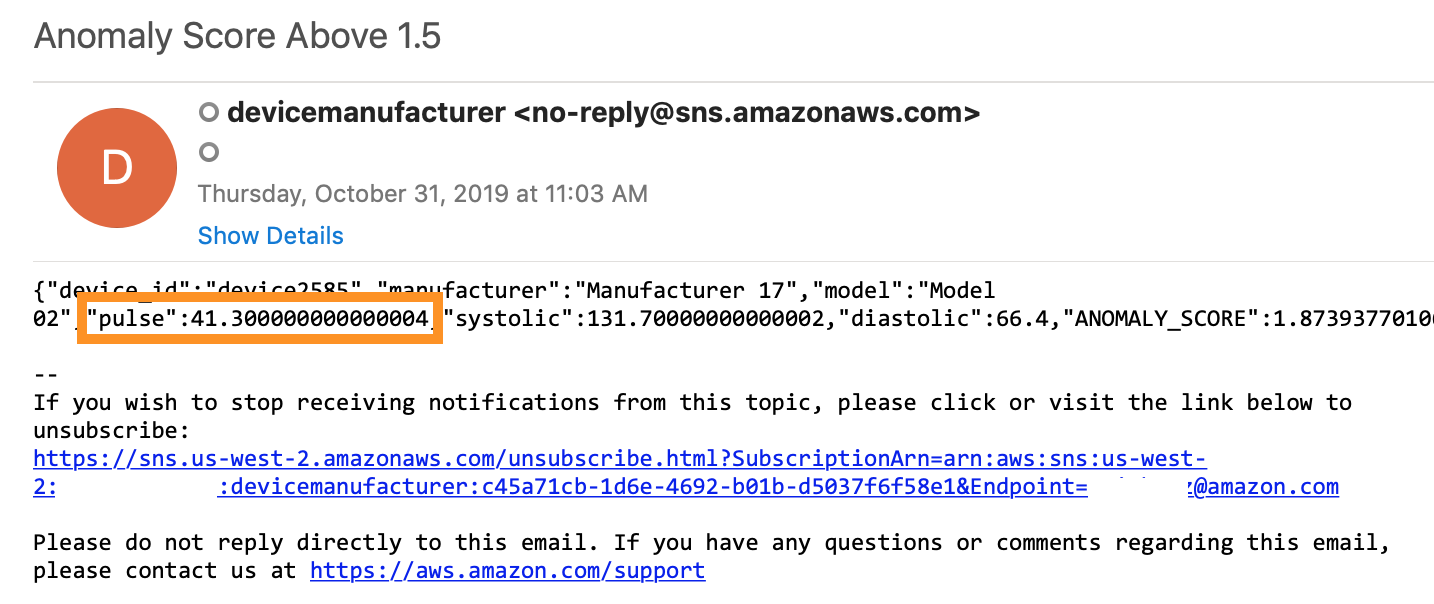 Anomaly Score Above 1.5
devicemanufacturer <no-reply@sns.amazonaws.com>
D
Thursday, October 31, 2019 at 11:03 AM
Show Details
{"device_id":"device2585","manufacturer":"Manufacturer 17","model":"Model
02","pulse":41.300000000000004,"systolic":131.70000000000002,"diastolic":66.4,"ANOMALY_SCORE":1.8739377010
--
If you wish to stop receiving notifications from this topic, please click or visit the link below to
unsubscribe:
https://sns.us-west-2.amazonaws.com/unsubscribe.html?SubscriptionArn=arn:aws:sns:us-west-
2: :devicemanufacturer:c45a71cb-1d6e-4692-b01b-d5037f6f58e1&Endpoint= z@amazon.com
Please do not reply directly to this email. If you have any questions or comments regarding this email,
please contact us at https://aws.amazon.com/support